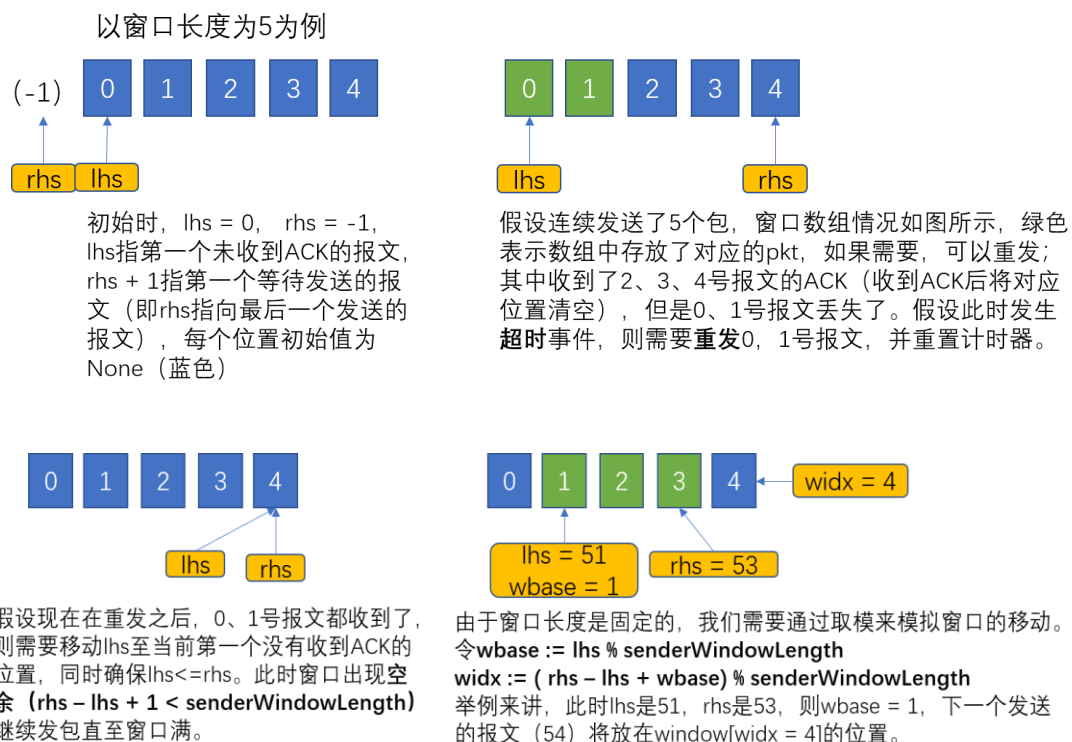 以窗口长度为5为例
(-1) 0 1 2 3 4
rhs lhs
初始时，lhs = 0, rhs = -1,
lhs指第一个未收到ACK的报文,
rhs + 1指第一个等待发送的报
文（即rhs指向最后一个发送的
报文），每个位置初始值为
None（蓝色）
0 1 2 3 4
lhs rhs
假设连续发送了5个包，窗口数组情况如图所示，绿色
表示数组中存放了对应的pkt，如果需要，可以重发；
其中收到了2、3、4号报文的ACK（收到ACK后将对应
位置清空），但是0、1号报文丢失了。假设此时发生
超时事件，则需要重发0，1号报文，并重置计时器。
0 1 2 3 4
lhs rhs
假设现在在重发之后，0、1号报文都收到了，
则需要移动lhs至当前第一个没有收到ACK的
位置，同时确保lhs<=rhs。此时窗口出现空
余（rhs – lhs + 1 < senderWindowLength）
继续发包直至窗口满。
0 1 2 3 4
widx = 4
lhs = 51
wbase = 1
rhs = 53
由于窗口长度是固定的，我们需要通过取模来模拟窗口的移动。
令wbase := lhs % senderWindowLength
widx := ( rhs – lhs + wbase) % senderWindowLength
举例来讲，此时lhs是51，rhs是53，则wbase = 1，下一个发送
的报文（54）将放在window[widx = 4]的位置。